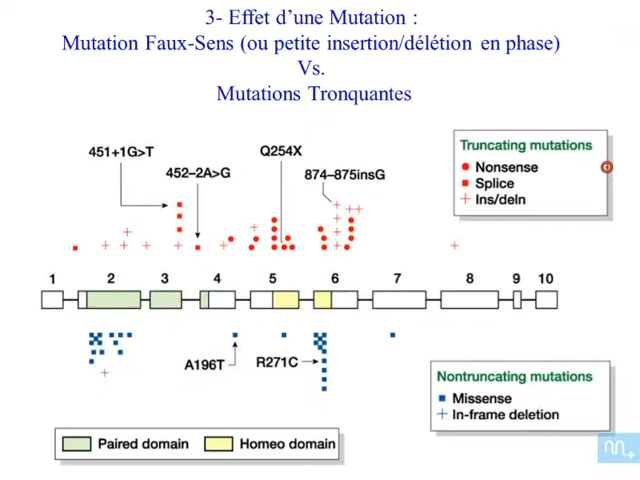 3- Effet d’une Mutation :
Mutation Faux-Sens (ou petite insertion/délétion en phase)
Vs.
Mutations Tronquantes
Truncating mutations
Nonsense
Splice
Ins/deln
451+1G>T
452–2A>G
Q254X
874–875insG
1 2 3 4 5 6 7 8 9 10
A196T
R271C
Nontruncating mutations
Missense
In-frame deletion
Paired domain
Homeo domain